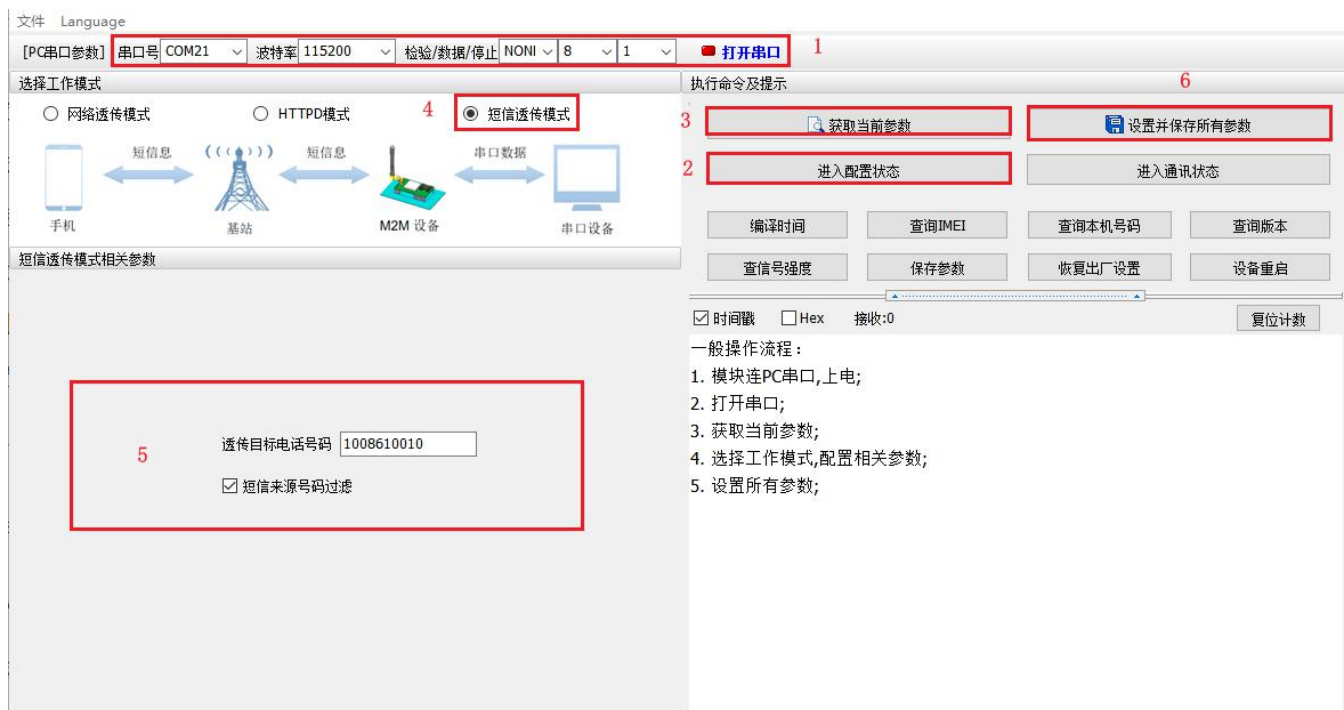 文件 Language
[PC串口参数] 串口号 COM21 波特率 115200 检验/数据/停止 NONI 8 1 打开串口 1
选择工作模式
网络透传模式 HTTPD模式 4 短信透传模式
短信息 短信息 串口数据
手机 基站 M2M 设备 串口设备
短信透传模式相关参数
5
透传目标电话号码 1008610010
短信来源号码过滤
执行命令及提示 6
3 获取当前参数 设置并保存所有参数
2 进入配置状态 进入通讯状态
编译时间 查询IMEI 查询本机号码 查询版本
查信号强度 保存参数 恢复出厂设置 设备重启
时间戳 Hex 接收:0 复位计数
一般操作流程：
1. 模块连PC串口,上电;
2. 打开串口;
3. 获取当前参数;
4. 选择工作模式,配置相关参数;
5. 设置所有参数;